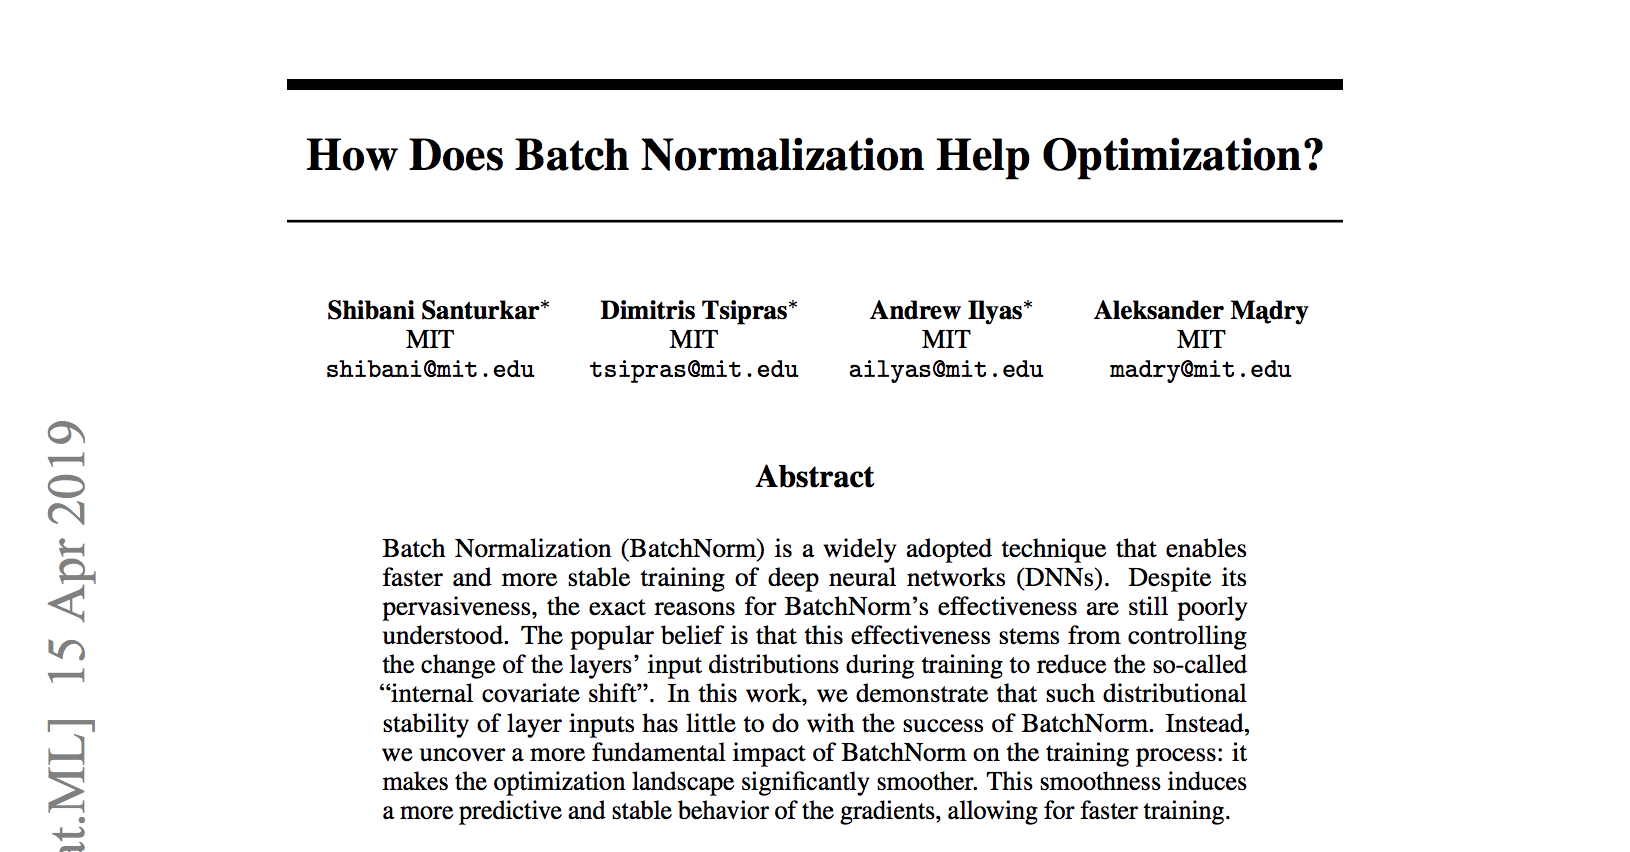 How Does Batch Normalization Help Optimization?
Shibani Santurkar* Dimitris Tsipras* Andrew Ilyas* Aleksander Mądry
MIT MIT MIT MIT
shibani@mit.edu tsipras@mit.edu ailyas@mit.edu madry@mit.edu
Abstract
Batch Normalization (BatchNorm) is a widely adopted technique that enables
faster and more stable training of deep neural networks (DNNs). Despite its
pervasiveness, the exact reasons for BatchNorm’s effectiveness are still poorly
understood. The popular belief is that this effectiveness stems from controlling
the change of the layers’ input distributions during training to reduce the so-called
“internal covariate shift”. In this work, we demonstrate that such distributional
stability of layer inputs has little to do with the success of BatchNorm. Instead,
we uncover a more fundamental impact of BatchNorm on the training process: it
makes the optimization landscape significantly smoother. This smoothness induces
a more predictive and stable behavior of the gradients, allowing for faster training.
at.ML] 15 Apr 2019